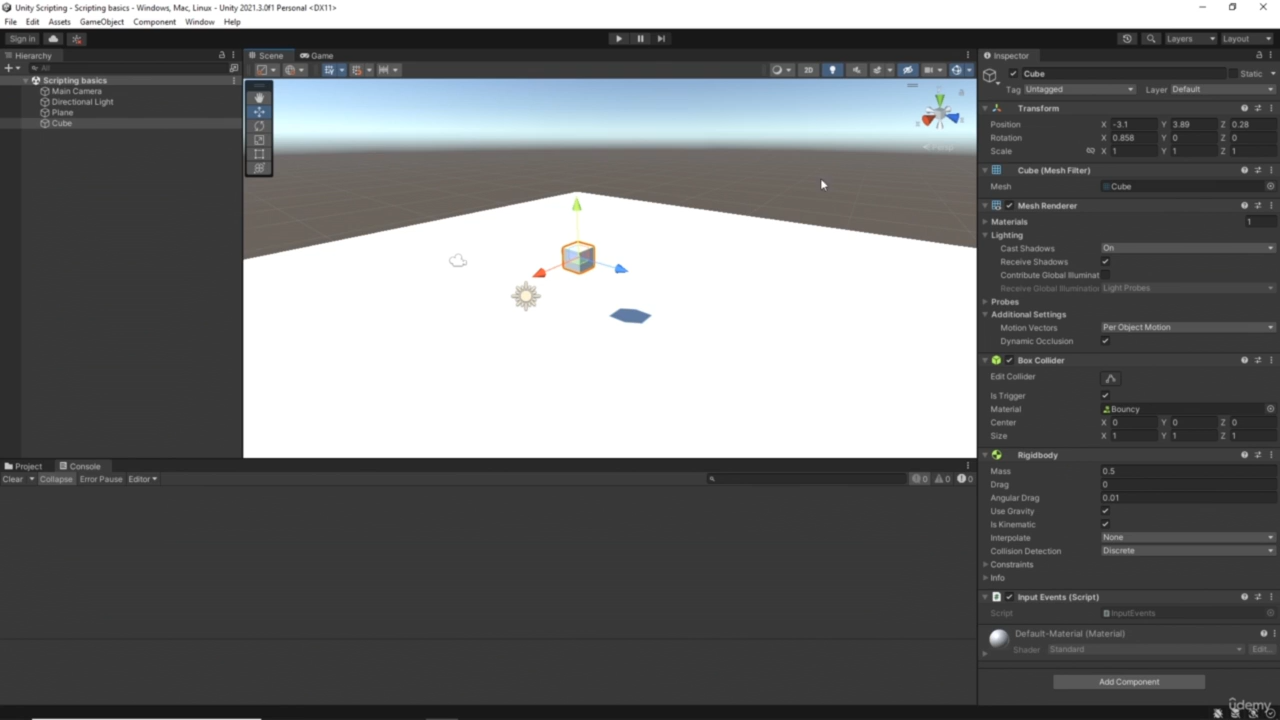 Unity Scripting - Scripting basics - Windows, Mac, Linux - Unity 2021.3.0f1 Personal <DX11>
File Edit Assets GameObject Component Window Help
Sign in
Layers Layout
Hierarchy
Scene Game
Inspector
All
2D
Scripting basics
Main Camera
Directional Light
Plane
Cube
Persp
Cube Static
Tag Untagged Layer Default
Transform
Position X -3.1 Y 3.89 Z 0.28
Rotation X 0.858 Y 0 Z 0
Scale X 1 Y 1 Z 1
Cube (Mesh Filter)
Mesh Cube
Mesh Renderer
Materials 1
Lighting
Cast Shadows On
Receive Shadows
Contribute Global Illuminat
Receive Global Illuminatio Light Probes
Probes
Additional Settings
Motion Vectors Per Object Motion
Dynamic Occlusion
Box Collider
Edit Collider
Is Trigger
Material Bouncy
Center X 0 Y 0 Z 0
Size X 1 Y 1 Z 1
Rigidbody
Mass 0.5
Drag 0
Angular Drag 0.01
Use Gravity
Is Kinematic
Interpolate None
Collision Detection Discrete
Constraints
Info
Input Events (Script)
Script InputEvents
Default-Material (Material)
Shader Standard Edit...
Add Component
Project Console
Clear Collapse Error Pause Editor
0 0 0
udemy